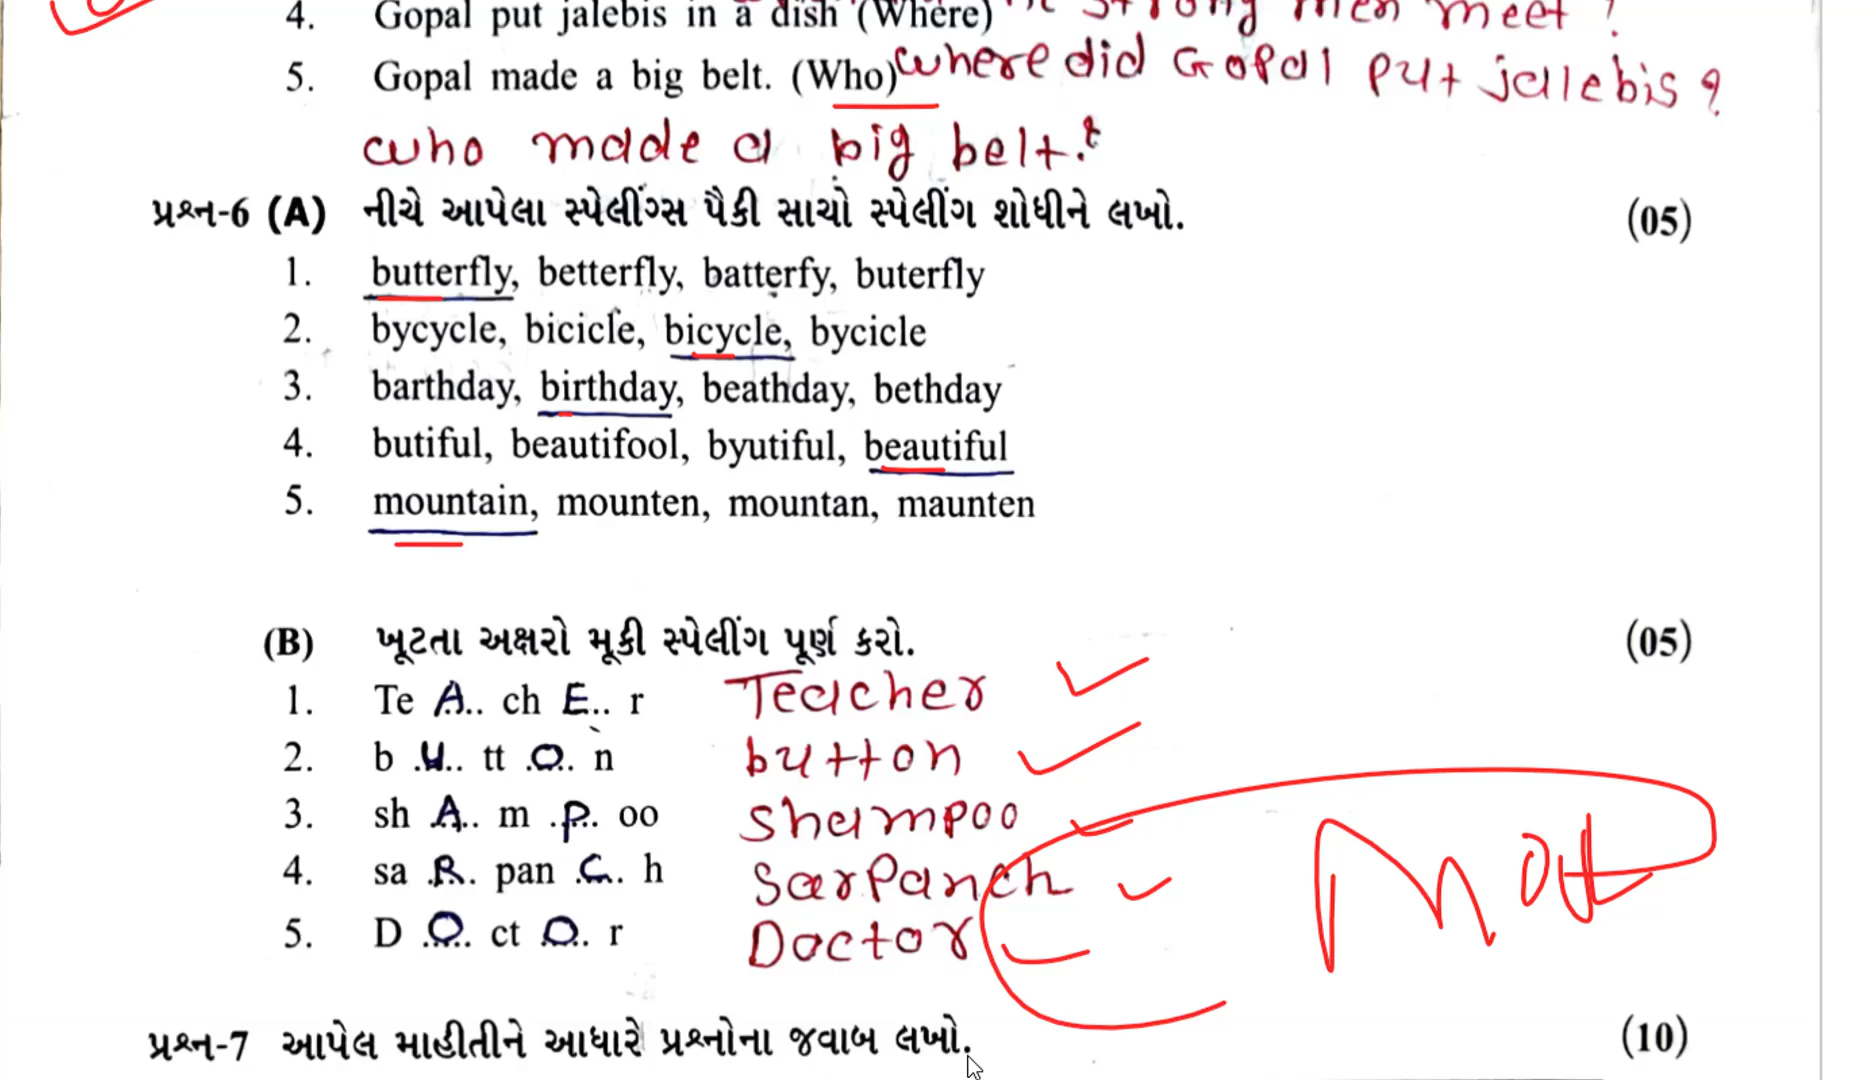 4. Gopal put jalebis in a dish (Where) strong men meet ?
5. Gopal made a big belt. (Who) where did Gopal put jalebis ?
who made a big belt. ?
પ્રશ્ન-6 (A) નીચે આપેલા સ્પેલીંગ્સ પૈકી સાચો સ્પેલીંગ શોધીને લખો. (05)
1. butterfly, betterfly, batterfy, buterfly
2. bycycle, bicicle, bicycle, bycicle
3. barthday, birthday, beathday, bethday
4. butiful, beautifool, byutiful, beautiful
5. mountain, mounten, mountan, maunten
(B) ખૂટતા અક્ષરો મૂકી સ્પેલીંગ પૂર્ણ કરો. (05)
1. Te A.. ch E.. r Teacher
2. b .U.. tt .O.. n button
3. sh .A.. m .P.. oo shampoo
4. sa .R. pan .C.. h sarpanch
5. D .O.. ct .O. r Doctor
પ્રશ્ન-7 આપેલ માહીતીને આધારે પ્રશ્નોના જવાબ લખો. (10)